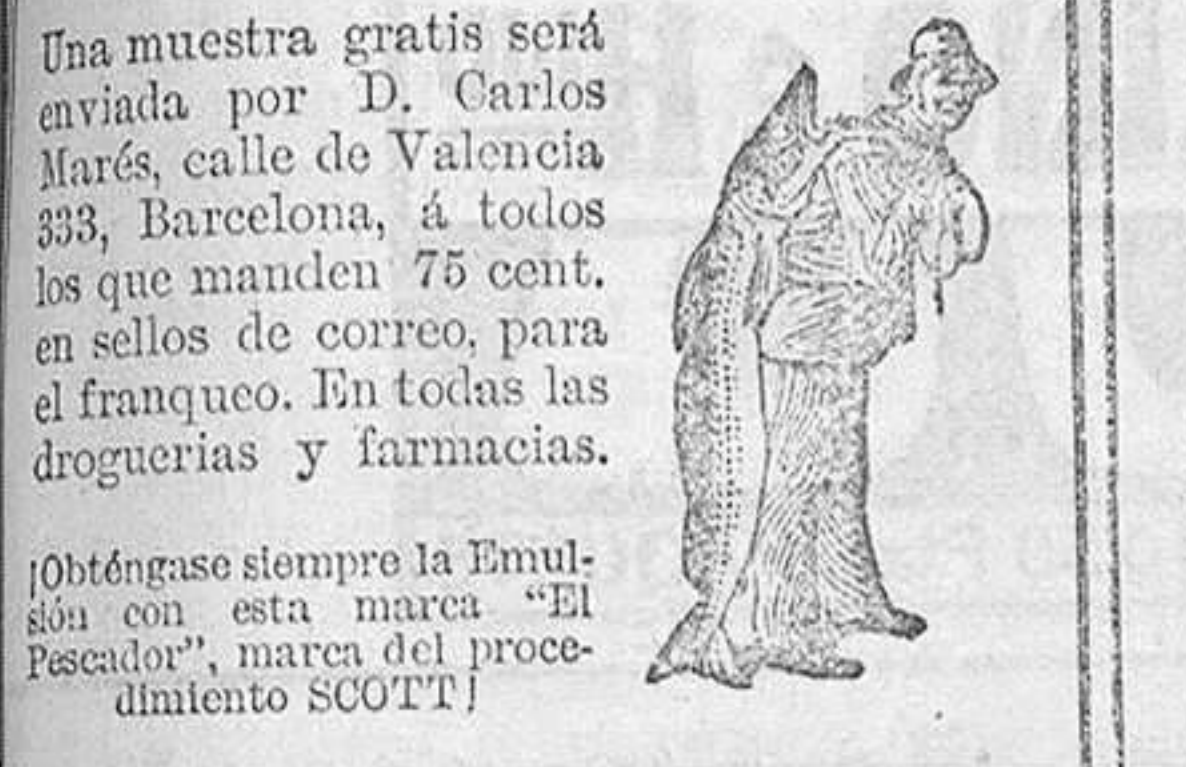 Una muestra gratis será
enviada por D. Carlos
Marés, calle de Valencia
333, Barcelona, á todos
los que manden 75 cent.
en sellos de correo, para
el franqueo. En todas las
droguerias y farmacias.
¡Obténgase siempre la Emul-
sión con esta marca “El
Pescador”, marca del proce-
dimiento SCOTT!